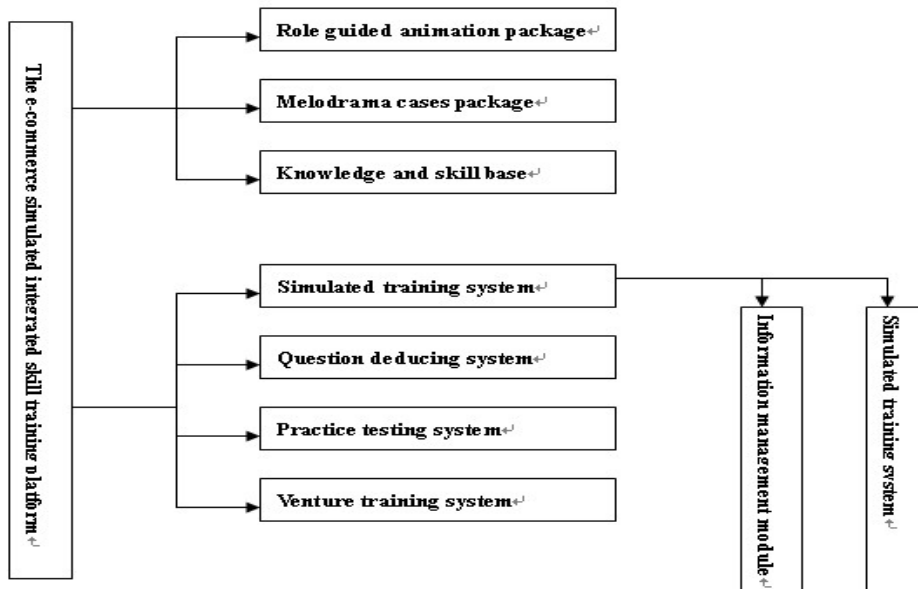 The e-commerce simulated integrated skill training platform↵
Role guided animation package↵
Melodrama cases package↵
Knowledge and skill base↵
Simulated training system↵
Question deducing system↵
Practice testing system↵
Venture training system↵
Information management module↵
Simulated training system↵